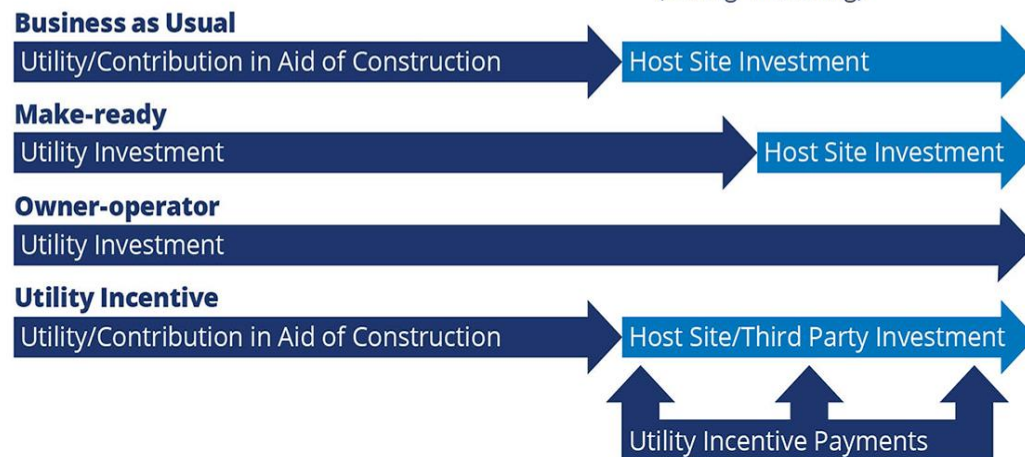 Business as Usual
Utility/Contribution in Aid of Construction
Host Site Investment
Make-ready
Utility Investment
Host Site Investment
Owner-operator
Utility Investment
Utility Incentive
Utility/Contribution in Aid of Construction
Host Site/Third Party Investment
Utility Incentive Payments